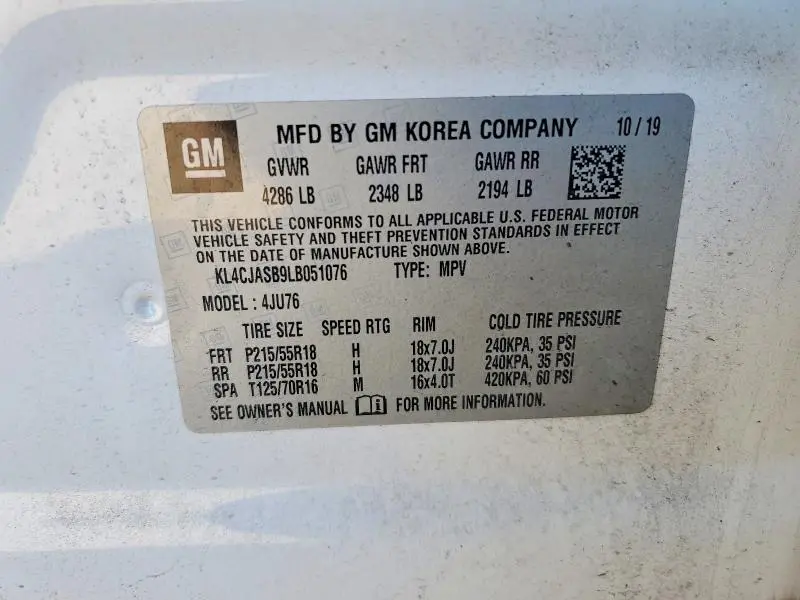 GM MFD BY GM KOREA COMPANY 10 / 19
GVWR GAWR FRT GAWR RR
4286 LB 2348 LB 2194 LB
THIS VEHICLE CONFORMS TO ALL APPLICABLE U.S. FEDERAL MOTOR
VEHICLE SAFETY AND THEFT PREVENTION STANDARDS IN EFFECT
ON THE DATE OF MANUFACTURE SHOWN ABOVE.
KL4CJASB9LB051076 TYPE: MPV
MODEL : 4JU76
TIRE SIZE SPEED RTG RIM COLD TIRE PRESSURE
FRT P215/55R18 H 18x7.0J 240KPA, 35 PSI
RR P215/55R18 H 18x7.0J 240KPA, 35 PSI
SPA T125/70R16 M 16x4.0T 420KPA, 60 PSI
SEE OWNER'S MANUAL FOR MORE INFORMATION.